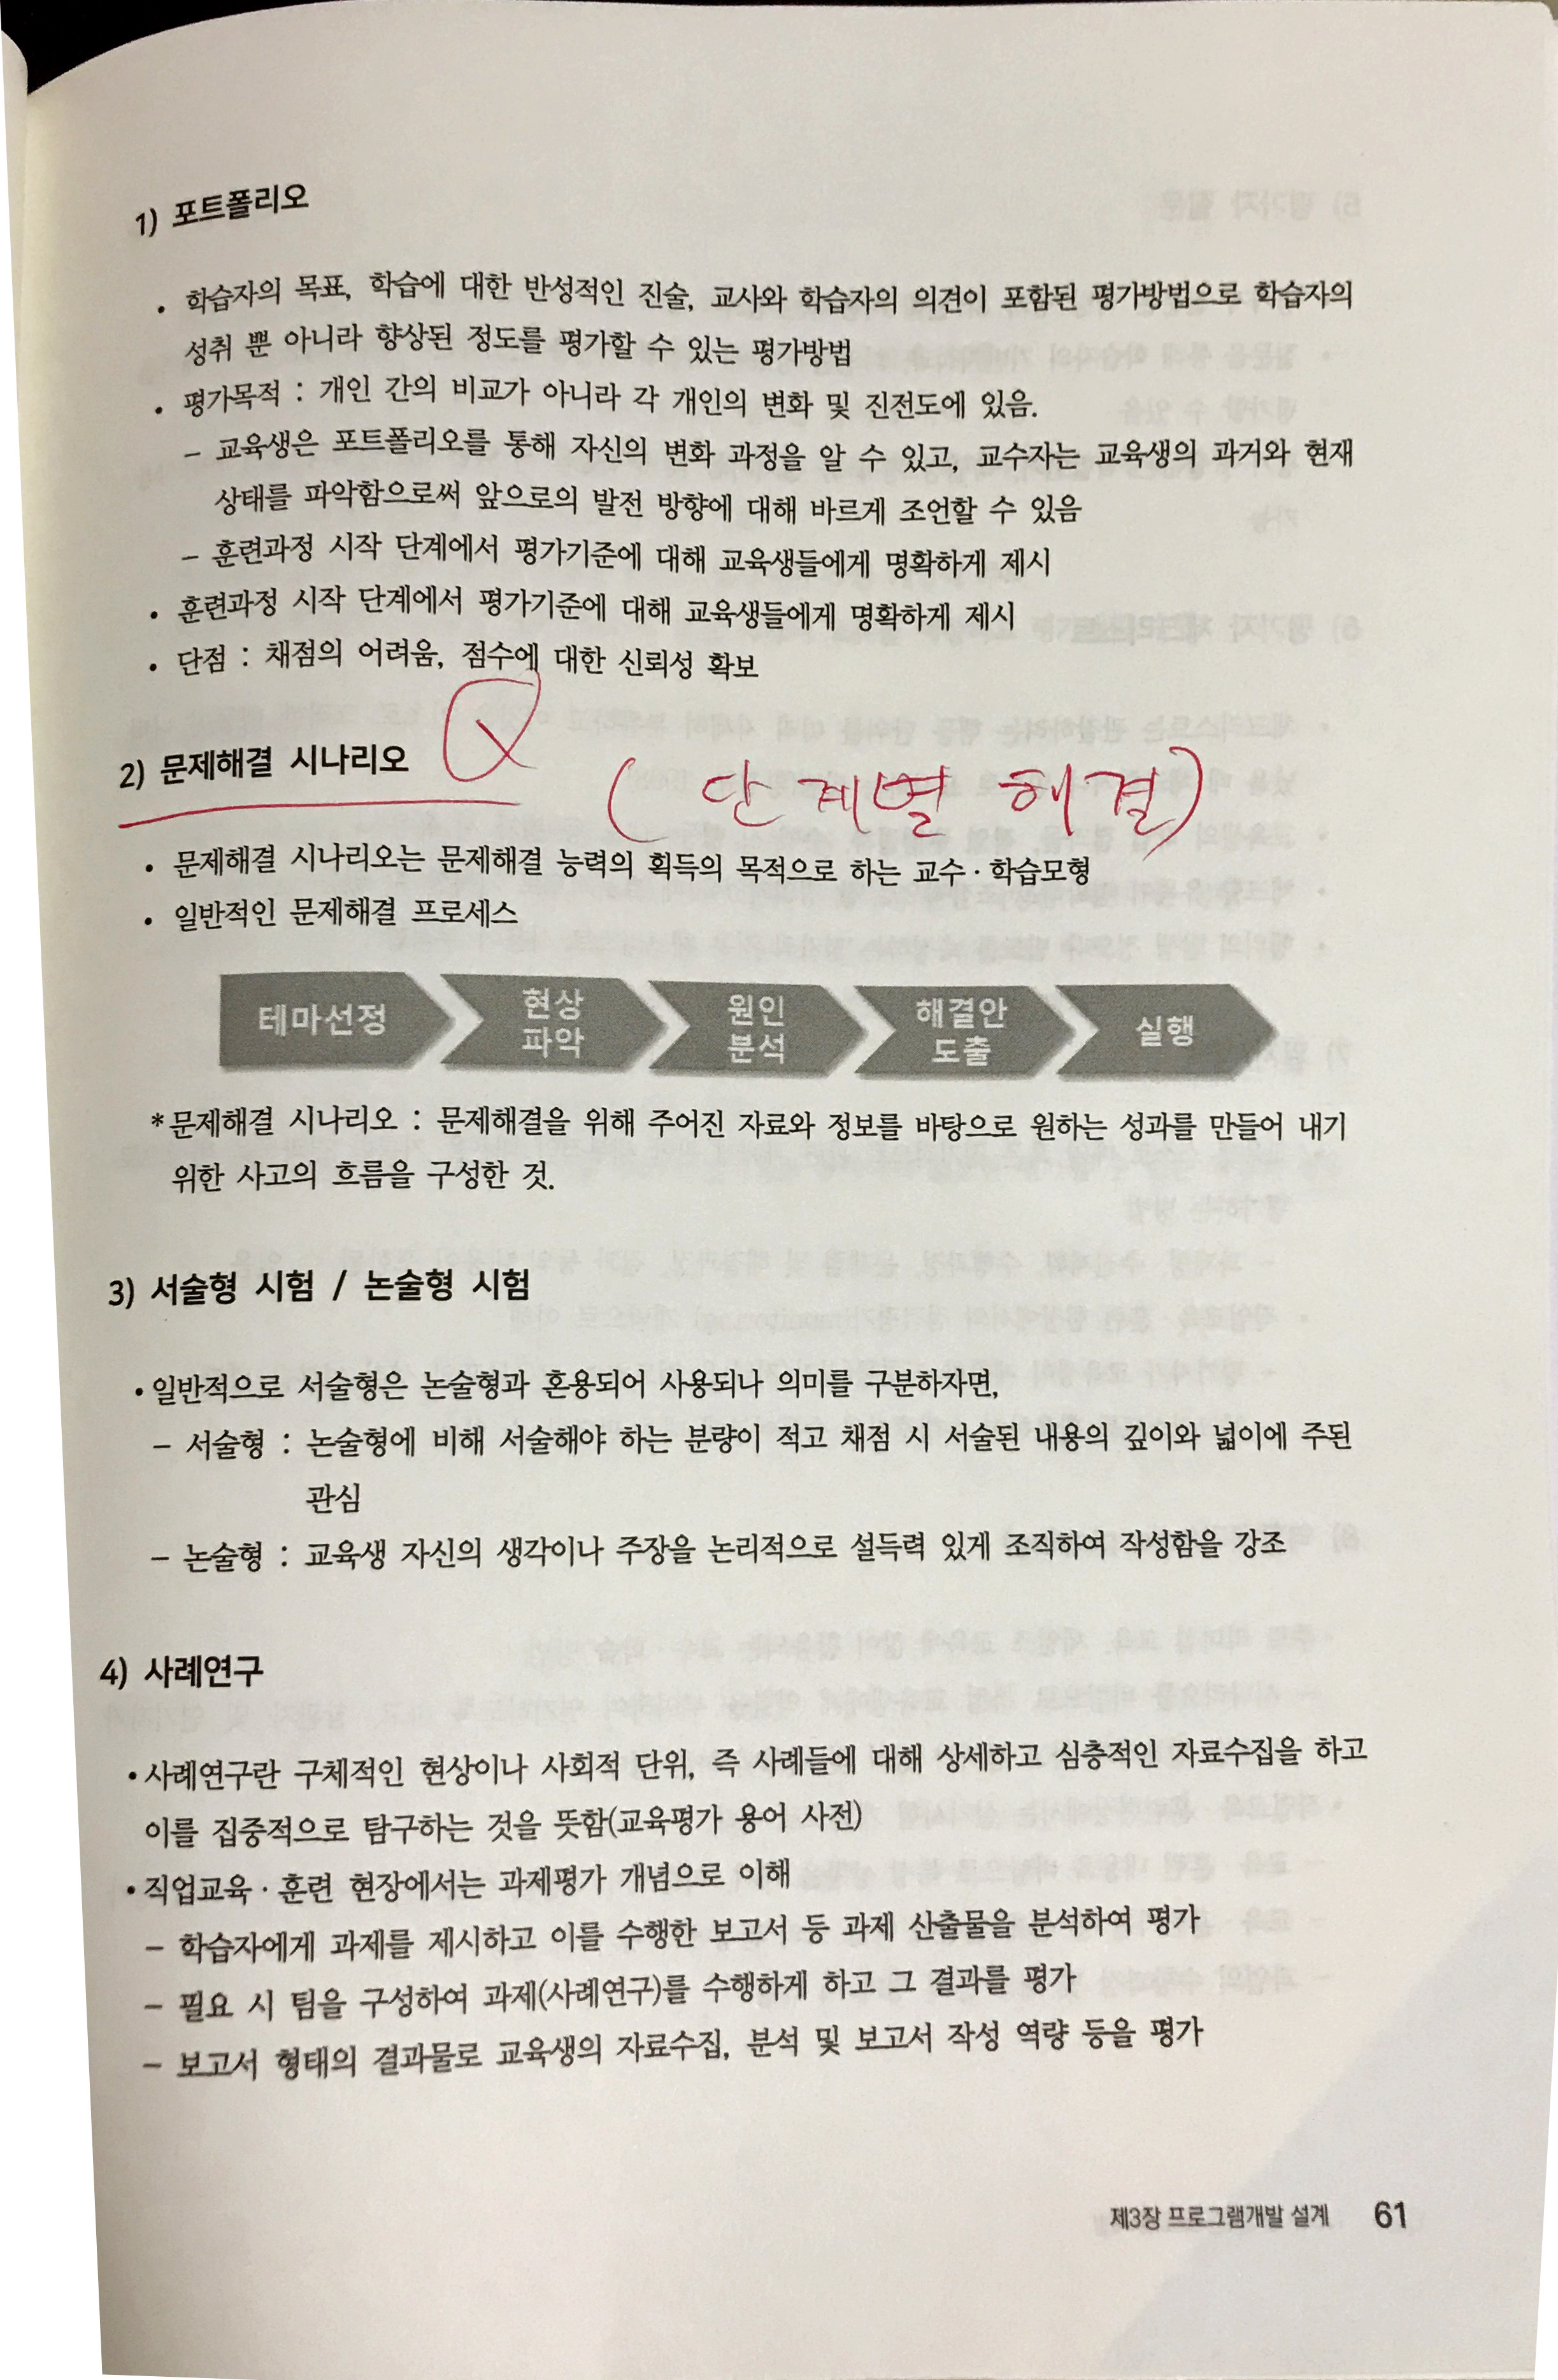 1) 포트폴리오
• 학습자의 목표, 학습에 대한 반성적인 진술, 교사와 학습자의 의견이 포함된 평가방법으로 학습자의
성취 뿐 아니라 향상된 정도를 평가할 수 있는 평가방법
• 평가목적 : 개인 간의 비교가 아니라 각 개인의 변화 및 진전도에 있음.
– 교육생은 포트폴리오를 통해 자신의 변화 과정을 알 수 있고, 교수자는 교육생의 과거와 현재
상태를 파악함으로써 앞으로의 발전 방향에 대해 바르게 조언할 수 있음
– 훈련과정 시작 단계에서 평가기준에 대해 교육생들에게 명확하게 제시
• 훈련과정 시작 단계에서 평가기준에 대해 교육생들에게 명확하게 제시
• 단점 : 채점의 어려움, 점수에 대한 신뢰성 확보
2) 문제해결 시나리오
(단계별 해결)
• 문제해결 시나리오는 문제해결 능력의 획득의 목적으로 하는 교수·학습모형
• 일반적인 문제해결 프로세스
테마선정 현상 파악 원인 분석 해결안 도출 실행
*문제해결 시나리오 : 문제해결을 위해 주어진 자료와 정보를 바탕으로 원하는 성과를 만들어 내기
위한 사고의 흐름을 구성한 것.
3) 서술형 시험 / 논술형 시험
• 일반적으로 서술형은 논술형과 혼용되어 사용되나 의미를 구분하자면,
– 서술형 : 논술형에 비해 서술해야 하는 분량이 적고 채점 시 서술된 내용의 깊이와 넓이에 주된
관심
– 논술형 : 교육생 자신의 생각이나 주장을 논리적으로 설득력 있게 조직하여 작성함을 강조
4) 사례연구
• 사례연구란 구체적인 현상이나 사회적 단위, 즉 사례들에 대해 상세하고 심층적인 자료수집을 하고
이를 집중적으로 탐구하는 것을 뜻함(교육평가 용어 사전)
• 직업교육·훈련 현장에서는 과제평가 개념으로 이해
– 학습자에게 과제를 제시하고 이를 수행한 보고서 등 과제 산출물을 분석하여 평가
– 필요 시 팀을 구성하여 과제(사례연구)를 수행하게 하고 그 결과를 평가
– 보고서 형태의 결과물로 교육생의 자료수집, 분석 및 보고서 작성 역량 등을 평가
제3장 프로그램개발 설계 61